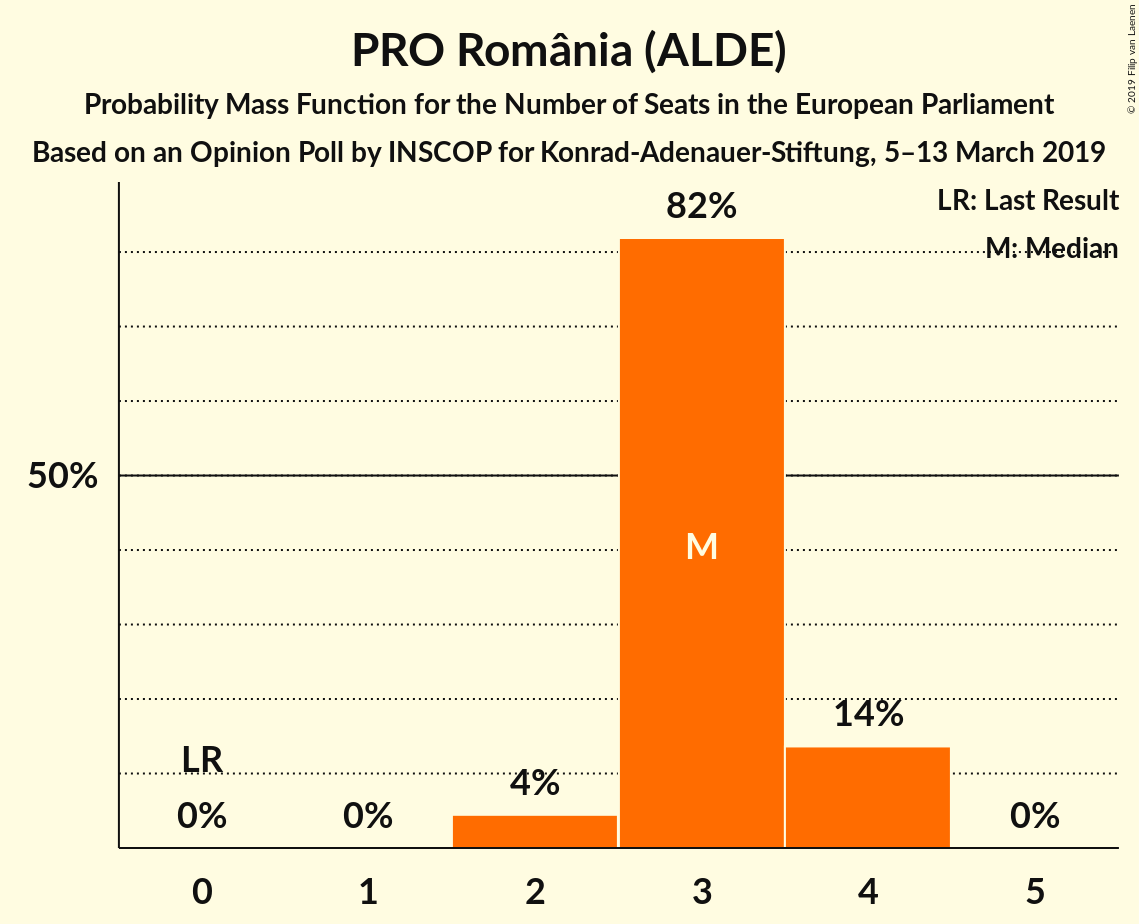 PRO România (ALDE)
Probability Mass Function for the Number of Seats in the European Parliament
Based on an Opinion Poll by INSCOP for Konrad-Adenauer-Stiftung, 5–13 March 2019
© 2019 Filip van Laenen
LR: Last Result
M: Median
82%
50%
M
14%
LR
4%
0%
0%
0%
0
1
2
3
4
5